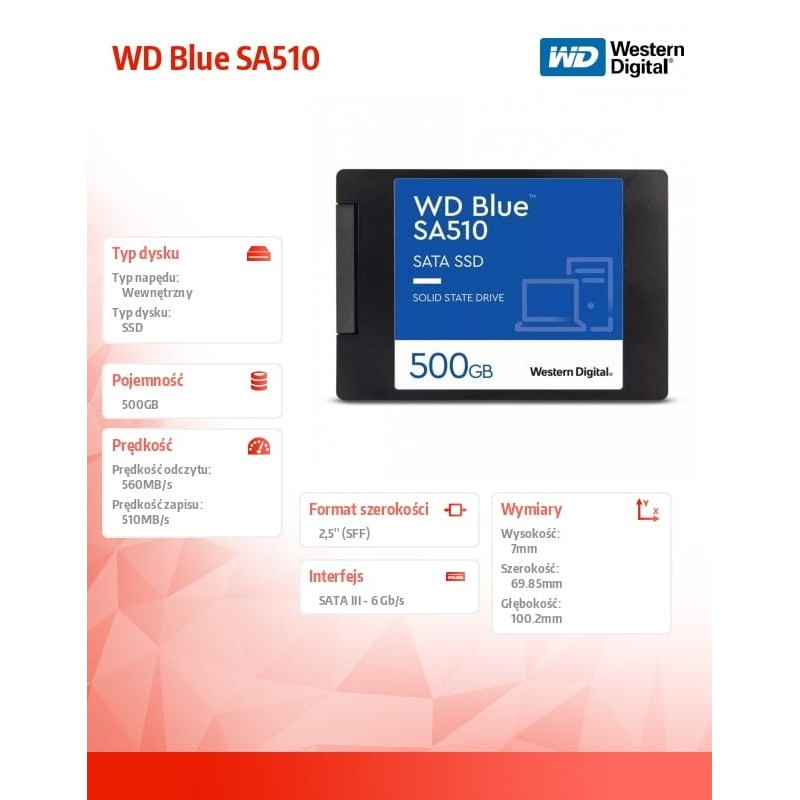 WD Blue SA510
WD Western
Digital®
WD Blue™
SA510
SATA SSD
SOLID STATE DRIVE
500GB
Western Digital®
Typ dysku
Typ napędu:
Wewnętrzny
Typ dysku:
SSD
Pojemność
500GB
Prędkość
Prędkość odczytu:
560MB/s
Prędkość zapisu:
510MB/s
Format szerokości
2,5" (SFF)
Interfejs
SATA III - 6 Gb/s
Wymiary
Y
X
Wysokość:
7mm
Szerokość:
69.85mm
Głębokość:
100.2mm